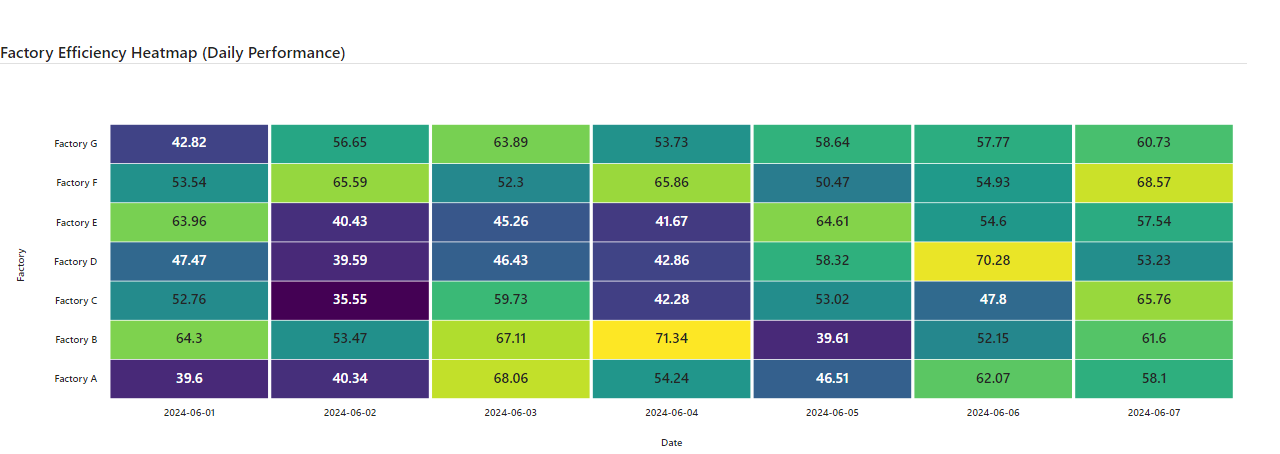 Factory Efficiency Heatmap (Daily Performance)
Factory G 42.82 56.65 63.89 53.73 58.64 57.77 60.73
Factory F 53.54 65.59 52.3 65.86 50.47 54.93 68.57
Factory E 63.96 40.43 45.26 41.67 64.61 54.6 57.54
Factory
Factory D 47.47 39.59 46.43 42.86 58.32 70.28 53.23
Factory C 52.76 35.55 59.73 42.28 53.02 47.8 65.76
Factory B 64.3 53.47 67.11 71.34 39.61 52.15 61.6
Factory A 39.6 40.34 68.06 54.24 46.51 62.07 58.1
2024-06-01 2024-06-02 2024-06-03 2024-06-04 2024-06-05 2024-06-06 2024-06-07
Date